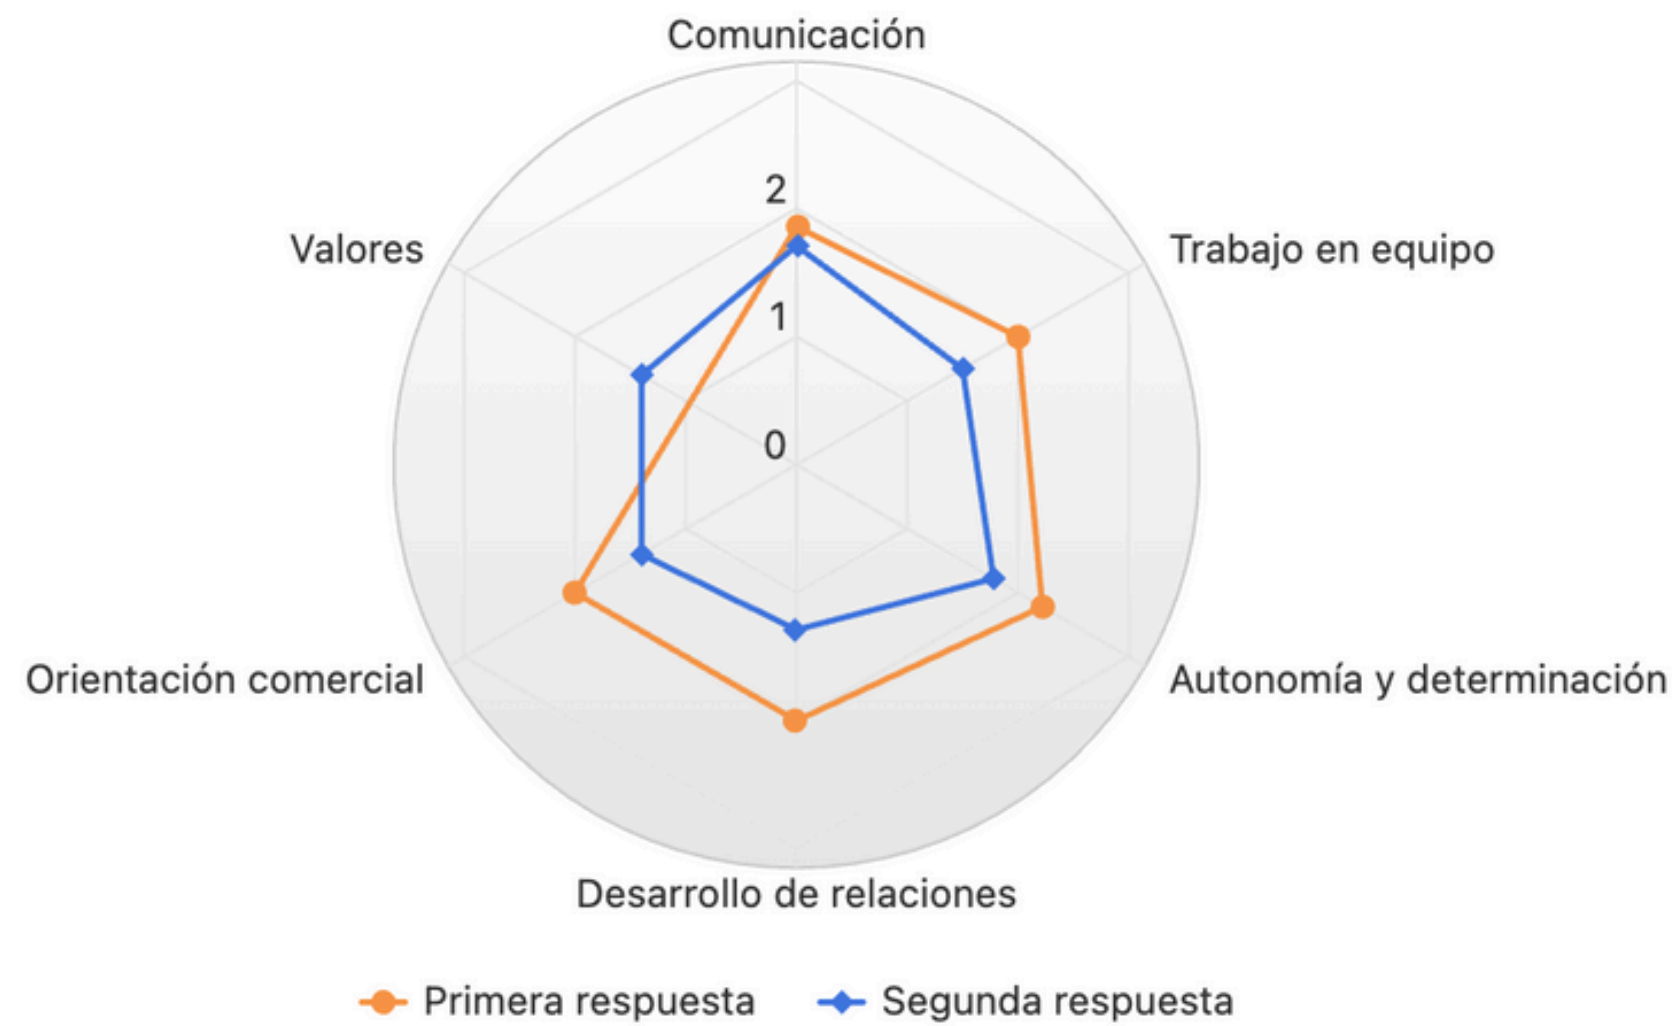 Comunicación
2
Valores
Trabajo en equipo
1
0
Orientación comercial
Autonomía y determinación
Desarrollo de relaciones
Primera respuesta
Segunda respuesta